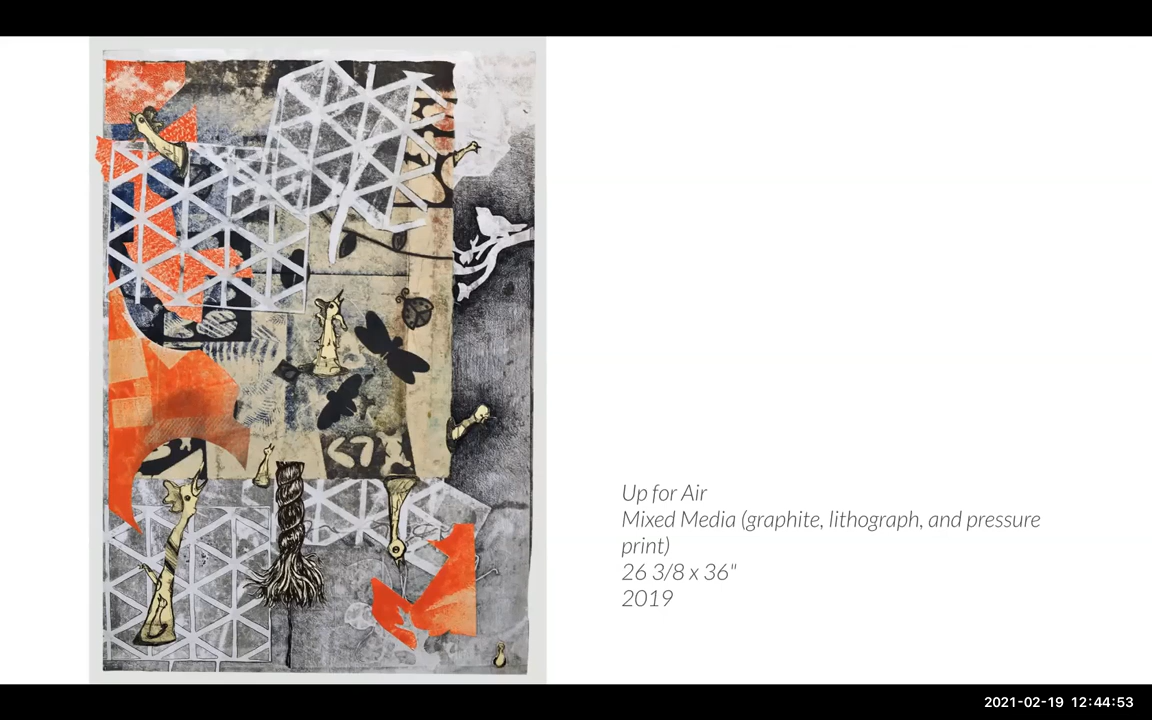 Up for Air
Mixed Media (graphite, lithograph, and pressure
print)
26 3/8 x 36"
2019
2021-02-19 12:44:53